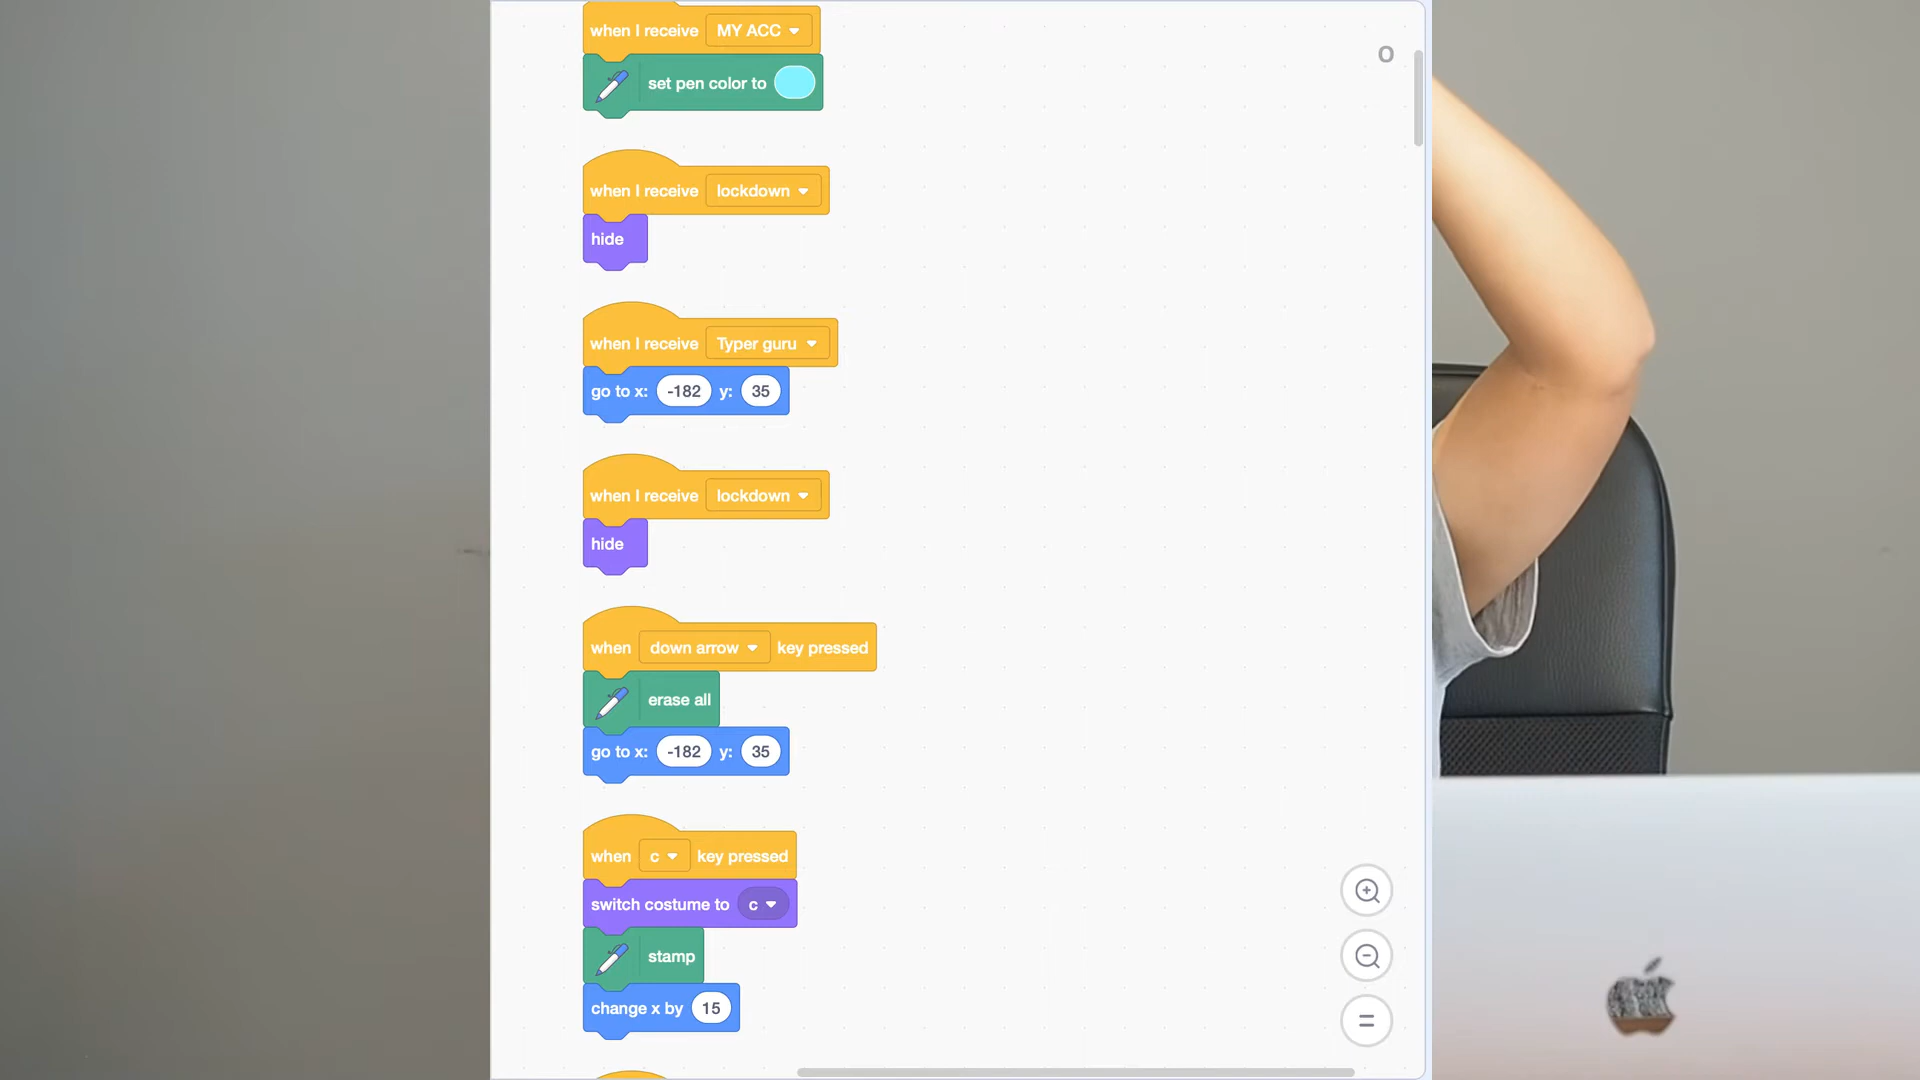 when I receive MY ACC
set pen color to
O
when I receive lockdown
hide
when I receive Typer guru
go to x: -182 y: 35
when I receive lockdown
hide
when down arrow key pressed
erase all
go to x: -182 y: 35
when c key pressed
switch costume to c
stamp
change x by 15